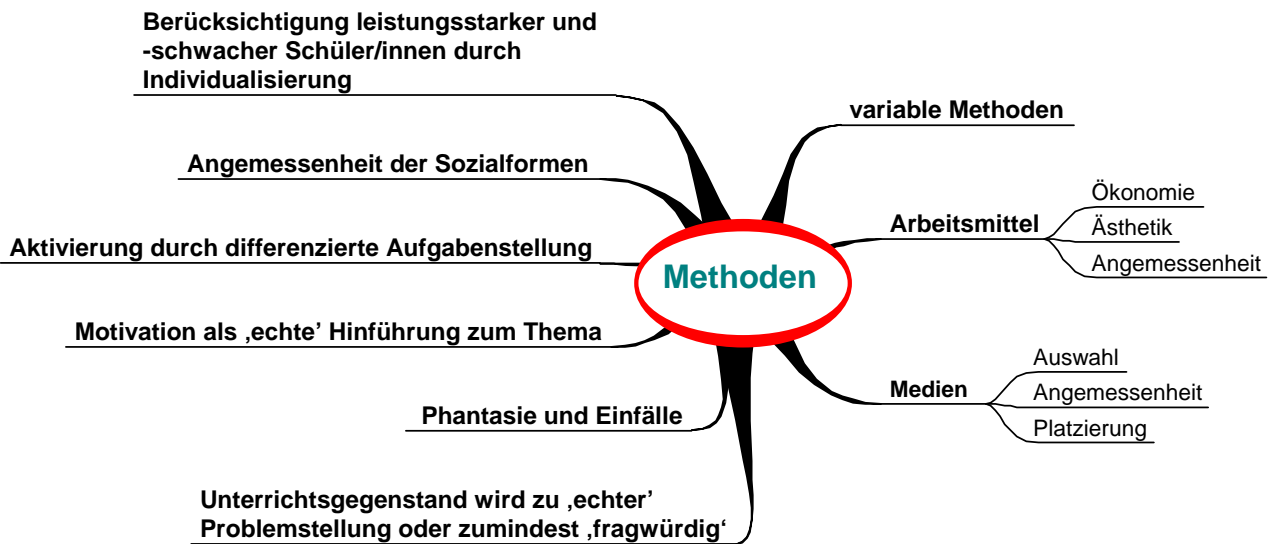 Berücksichtigung leistungsstarker und
-schwacher Schüler/innen durch
Individualisierung
Angemessenheit der Sozialformen
Aktivierung durch differenzierte Aufgabenstellung
Motivation als ‚echte’ Hinführung zum Thema
Phantasie und Einfälle
Unterrichtsgegenstand wird zu ‚echter’
Problemstellung oder zumindest ‚fragwürdig‘
Methoden
variable Methoden
Arbeitsmittel
Ökonomie
Ästhetik
Angemessenheit
Medien
Auswahl
Angemessenheit
Platzierung